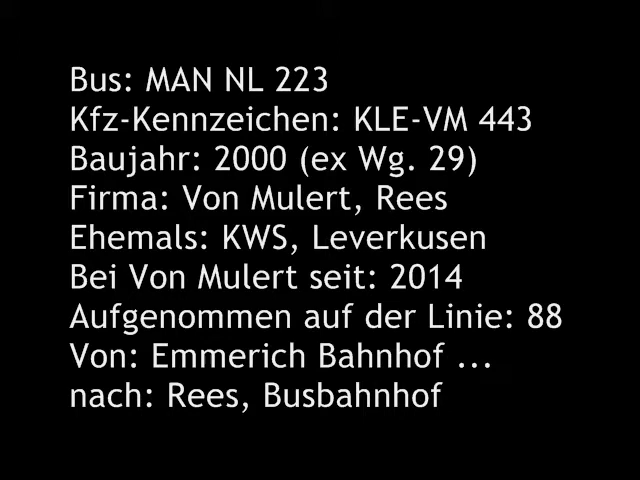 Bus: MAN NL 223
Kfz-Kennzeichen: KLE-VM 443
Baujahr: 2000 (ex Wg. 29)
Firma: Von Mulert, Rees
Ehemals: KWS, Leverkusen
Bei Von Mulert seit: 2014
Aufgenommen auf der Linie: 88
Von: Emmerich Bahnhof ...
nach: Rees, Busbahnhof